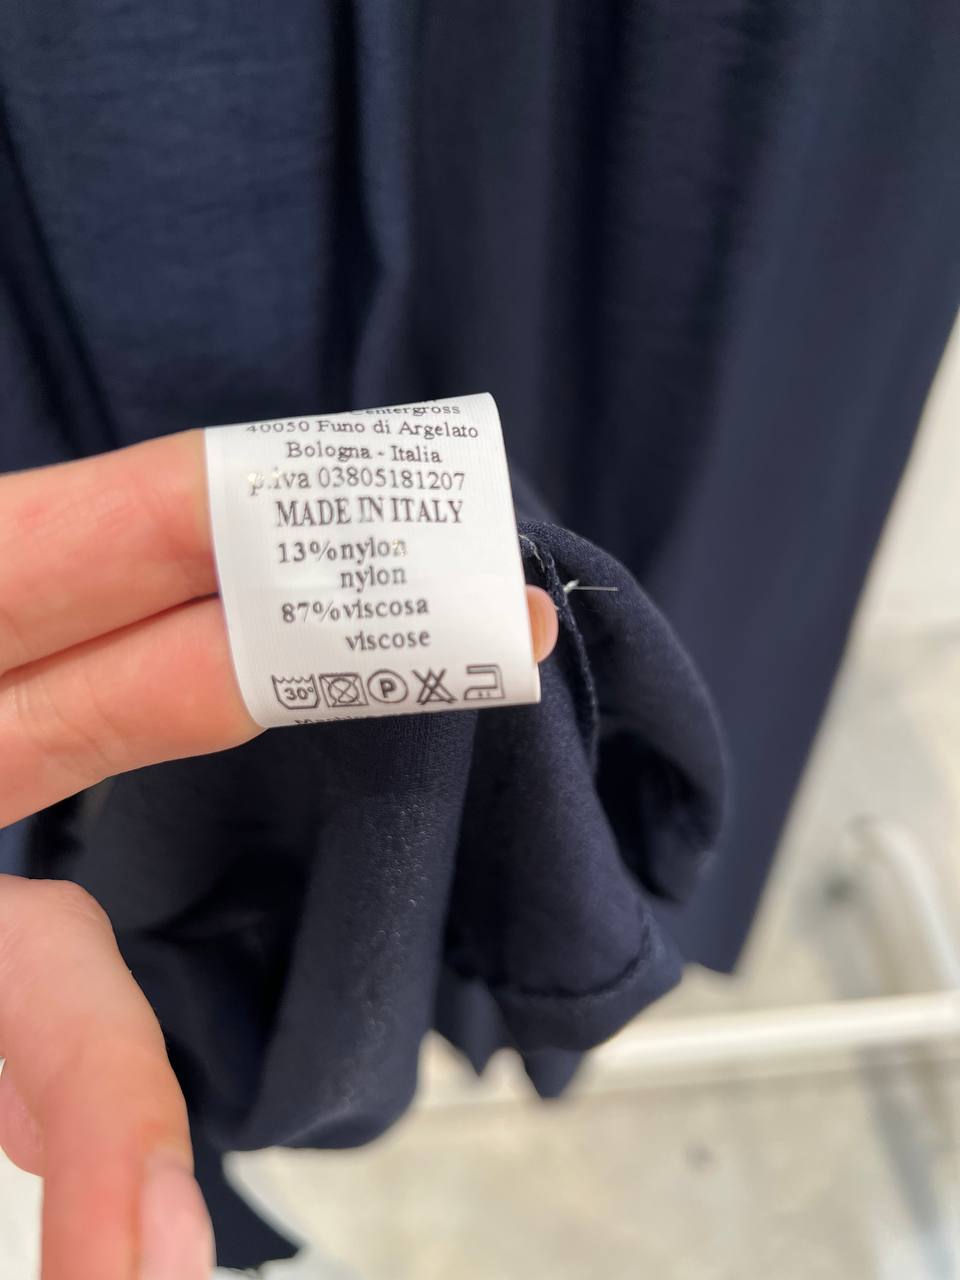 Centergross
40050 Funo di Argelato
Bologna - Italia
p.iva 03805181207
MADE IN ITALY
13%nylon
nylon
87%viscosa
viscose
30°
P